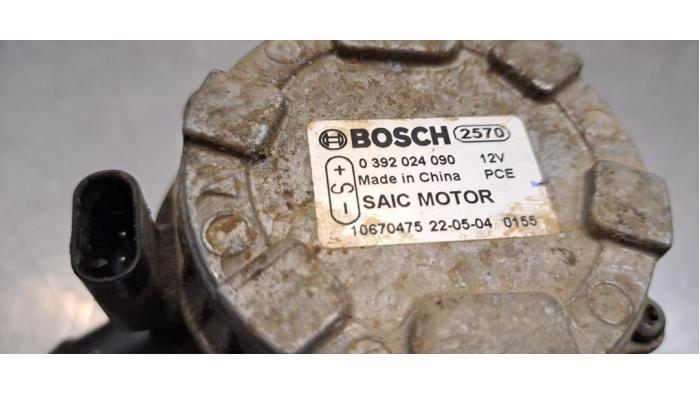 BOSCH 2570
0 392 024 090 12V
Made in China PCE
+ S -
SAIC MOTOR
10670475 22-05-04 0155